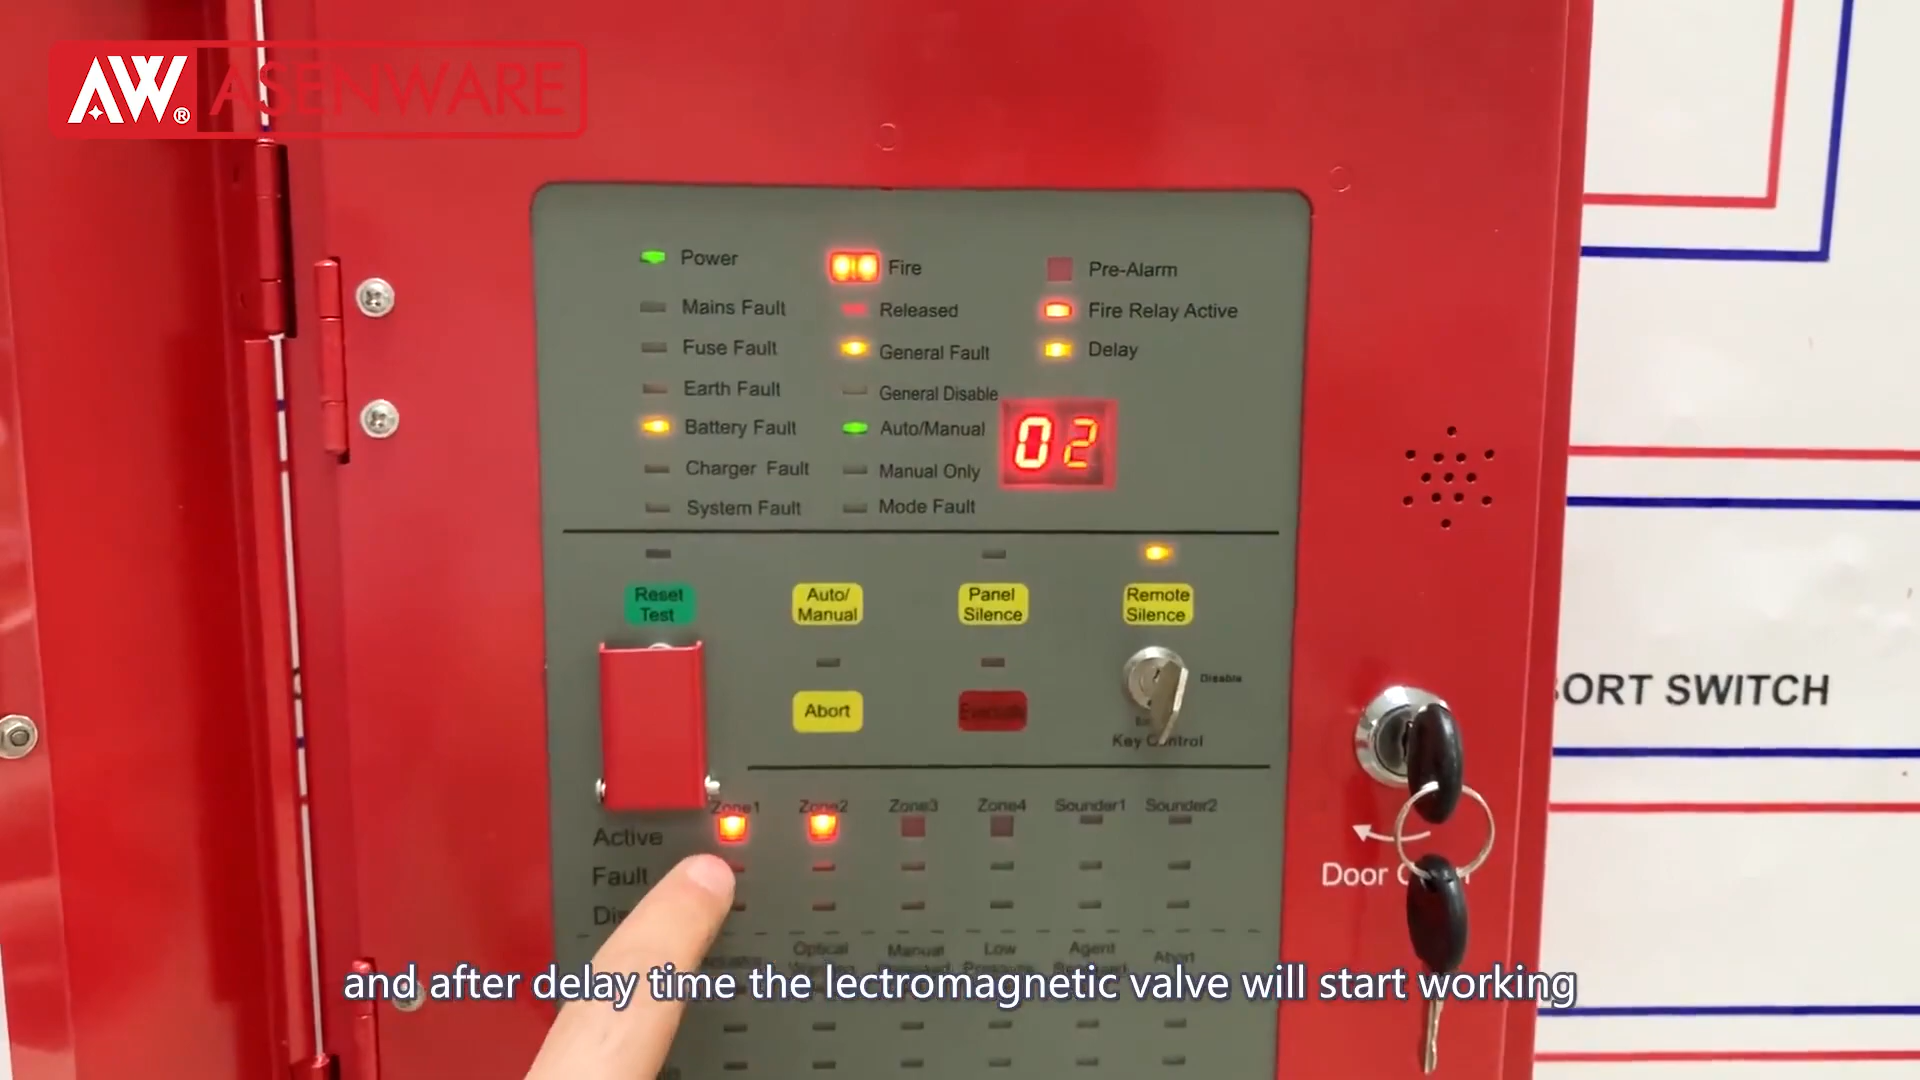 AW® ASENWARE
Power
Fire
Pre-Alarm
Mains Fault
Released
Fire Relay Active
Fuse Fault
General Fault
Delay
Earth Fault
General Disable
Battery Fault
Auto/Manual
02
Charger Fault
Manual Only
System Fault
Mode Fault
Reset
Test
Auto/
Manual
Panel
Silence
Remote
Silence
Disable
Abort
Evacuate
Key Control
ORT SWITCH
Zone1 Zone2 Zone3 Zone4 Sounder1 Sounder2
Active
Fault
Door
Optical Manual Low Agent Abort
and after delay time the lectromagnetic valve will start working